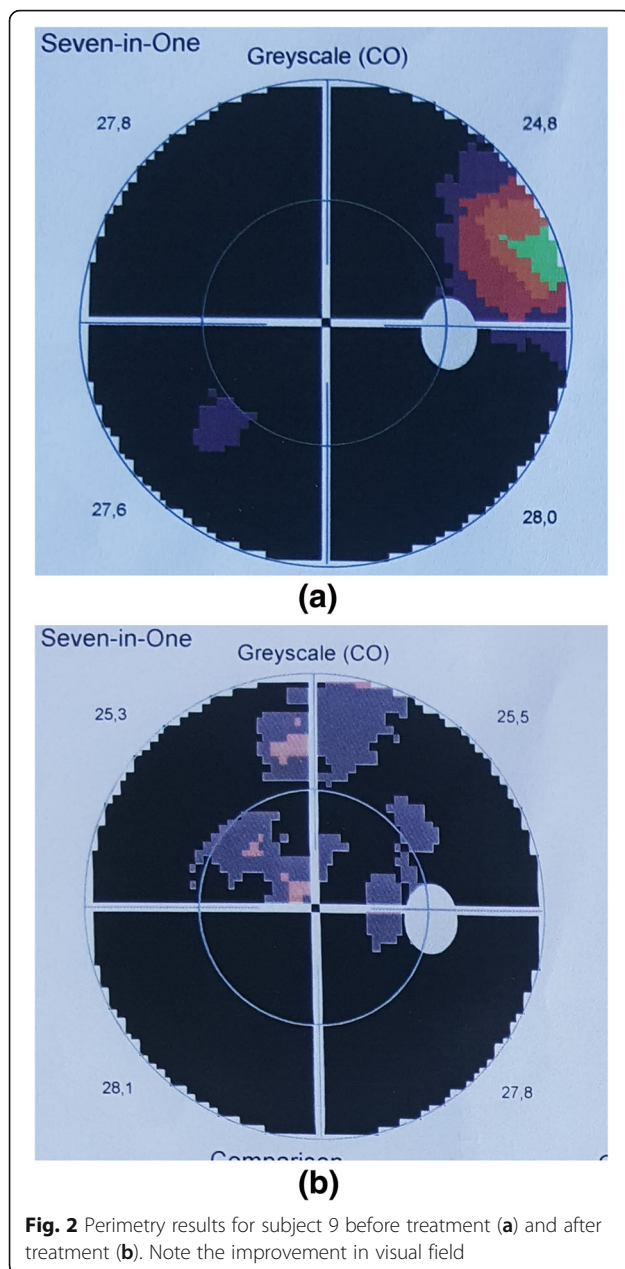 Seven-in-One
Greyscale (CO)
27,8
24,8
27,6
28,0
(a)
Seven-in-One
Greyscale (CO)
25,3
25,5
28,1
27,8
Comparison
(b)
Fig. 2 Perimetry results for subject 9 before treatment (a) and after
treatment (b). Note the improvement in visual field